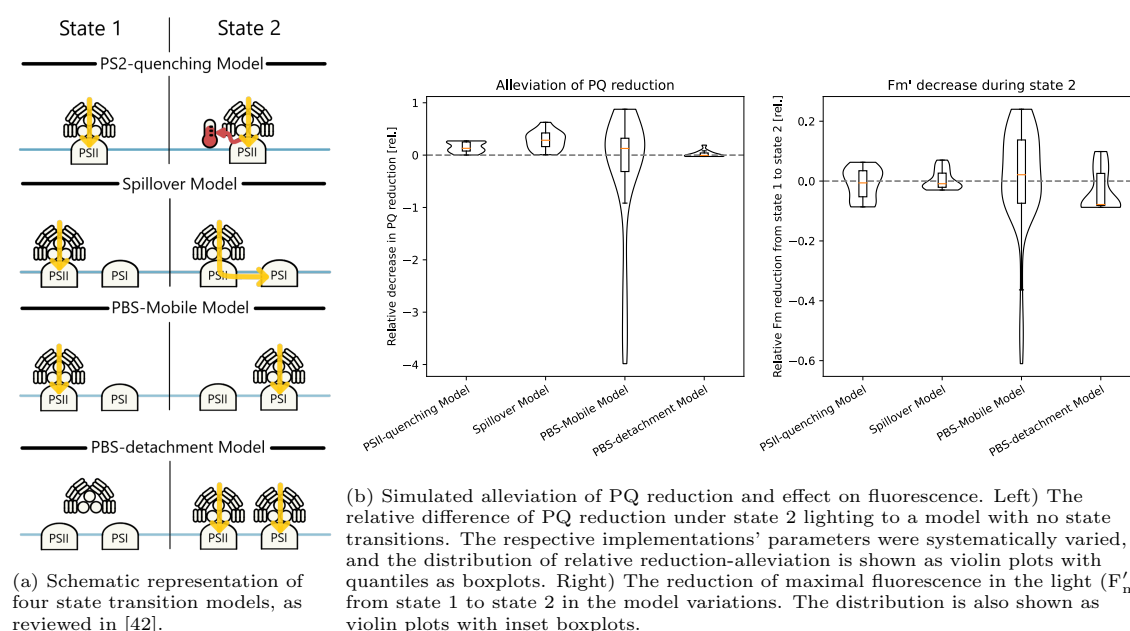 State 1
State 2
PS2-quenching Model
PSII
PSII
Spillover Model
PSII
PSI
PSII
PSI
PBS-Mobile Model
PSII
PSI
PSII
PSI
PBS-detachment Model
PSII
PSI
PSII
PSI
(a) Schematic representation of
four state transition models, as
reviewed in [42].
Alleviation of PQ reduction
Relative decrease in PQ reduction [rel.]
1
0
−1
−2
−3
−4
PSII-quenching Model
Spillover Model
PBS-Mobile Model
PBS-detachment Model
Fm' decrease during state 2
Relative Fm reduction from state 1 to state 2 [rel.]
0.2
0.0
−0.2
−0.4
−0.6
PSII-quenching Model
Spillover Model
PBS-Mobile Model
PBS-detachment Model
(b) Simulated alleviation of PQ reduction and effect on fluorescence. Left) The
relative difference of PQ reduction under state 2 lighting to a model with no state
transitions. The respective implementations' parameters were systematically varied,
and the distribution of relative reduction-alleviation is shown as violin plots with
quantiles as boxplots. Right) The reduction of maximal fluorescence in the light
from state 1 to state 2 in the model variations. The distribution is also shown as
violin plots with inset boxplots.